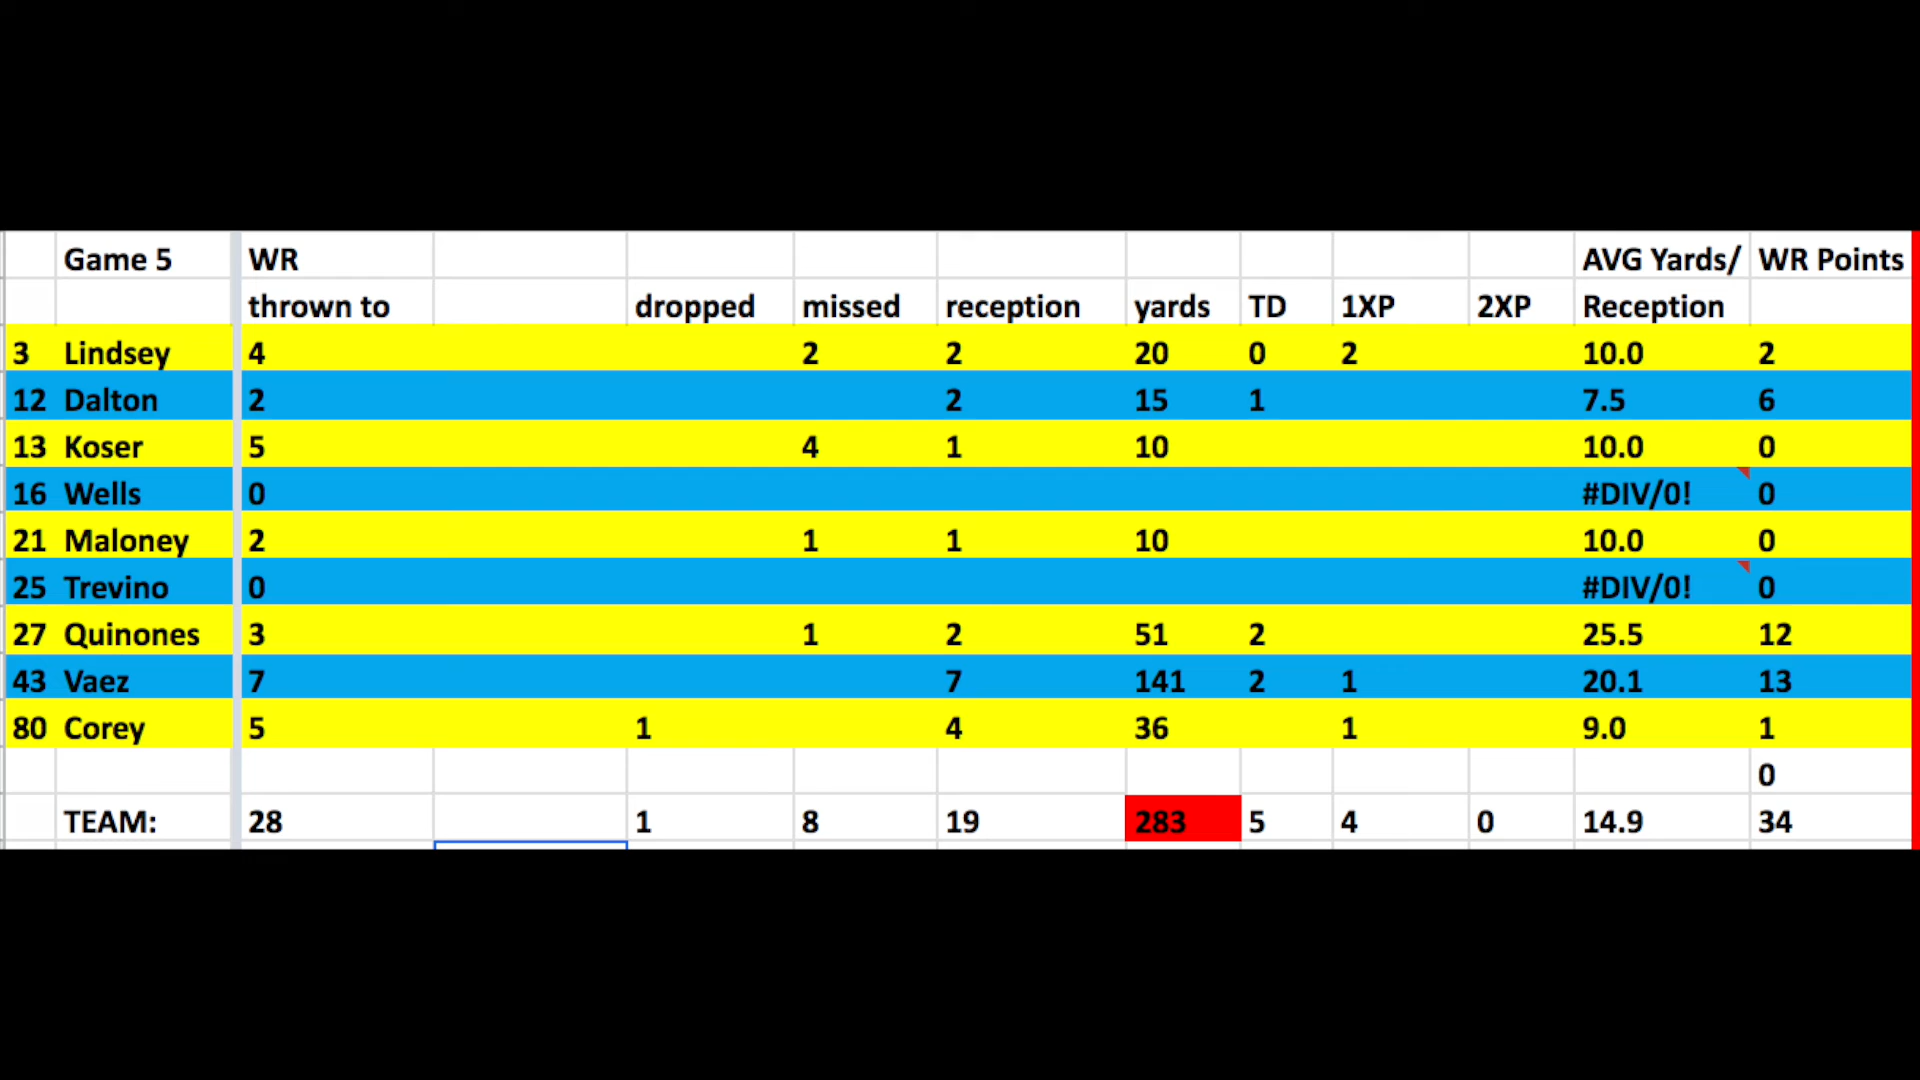 Game 5 WR AVG Yards/ WR Points
thrown to dropped missed reception yards TD 1XP 2XP Reception
3 Lindsey 4 2 2 20 0 2 10.0 2
12 Dalton 2 2 15 1 7.5 6
13 Koser 5 4 1 10 10.0 0
16 Wells 0 #DIV/0! 0
21 Maloney 2 1 1 10 10.0 0
25 Trevino 0 #DIV/0! 0
27 Quinones 3 1 2 51 2 25.5 12
43 Vaez 7 7 141 2 1 20.1 13
80 Corey 5 1 4 36 1 9.0 1
0
TEAM: 28 1 8 19 283 5 4 0 14.9 34